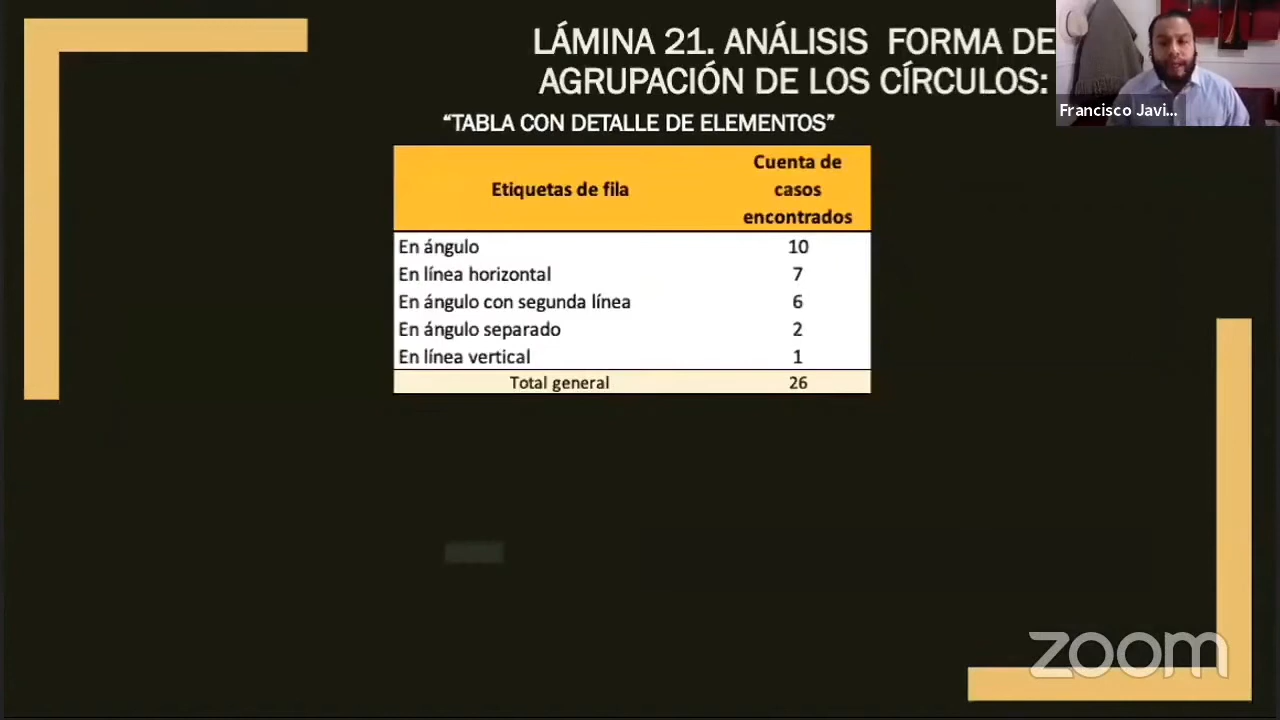 LÁMINA 21. ANÁLISIS FORMA DE
AGRUPACIÓN DE LOS CÍRCULOS:
“TABLA CON DETALLE DE ELEMENTOS”
Etiquetas de fila Cuenta de casos encontrados
En ángulo 10
En línea horizontal 7
En ángulo con segunda línea 6
En ángulo separado 2
En línea vertical 1
Total general 26
Francisco Javi...
zoom